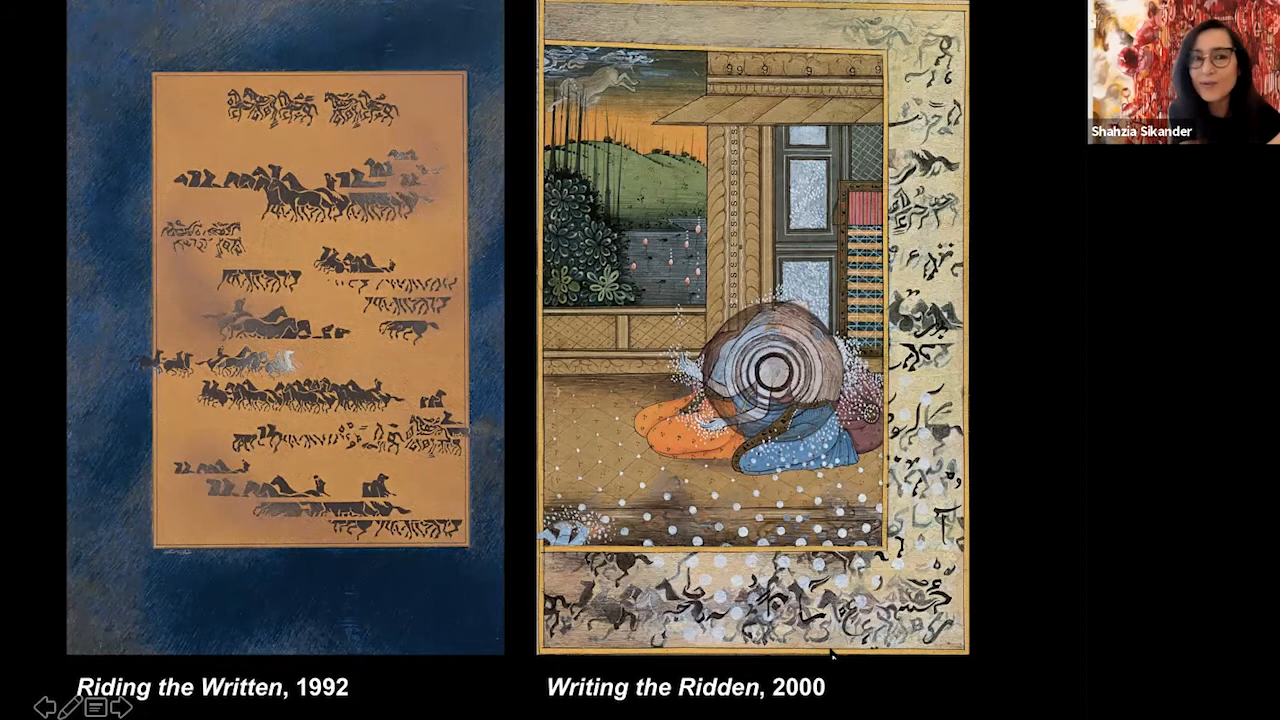 Shahzia Sikander
Riding the Written, 1992
Writing the Ridden, 2000